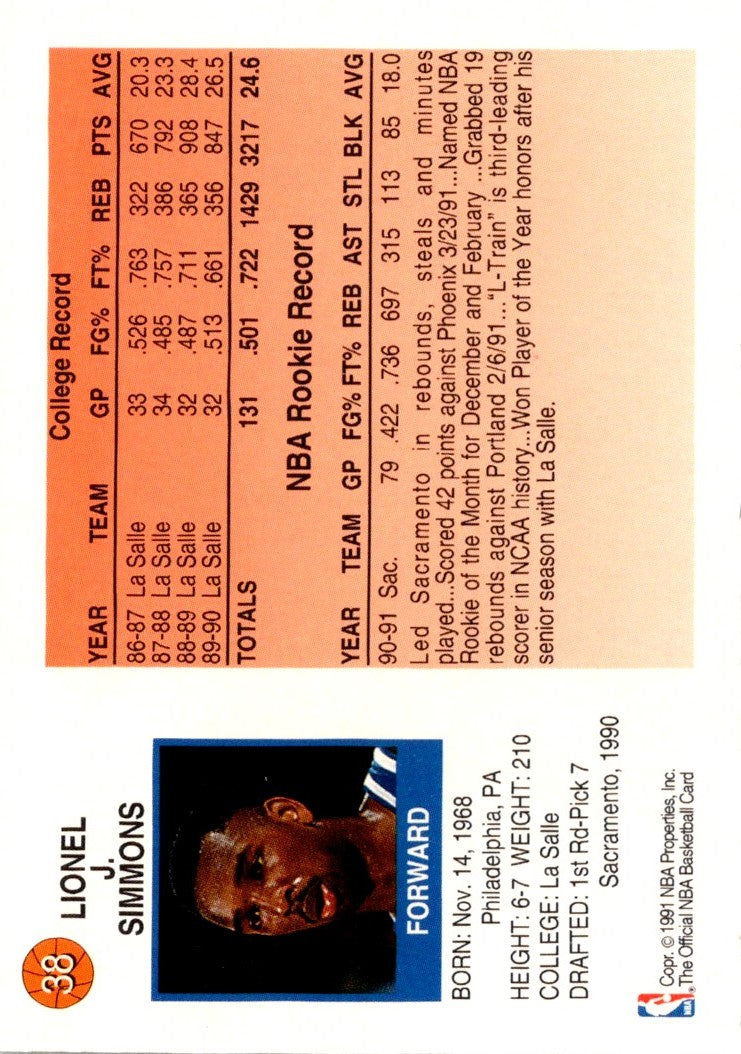 38
LIONEL
J.
SIMMONS
FORWARD
BORN: Nov. 14, 1968
Philadelphia, PA
HEIGHT: 6-7 WEIGHT: 210
COLLEGE: La Salle
DRAFTED: 1st Rd-Pick 7
Sacramento, 1990
NBA
Copr. © 1991 NBA Properties, Inc.
The Official NBA Basketball Card
College Record
YEAR TEAM GP FG% FT% REB PTS AVG
86-87 La Salle 33 .526 .763 322 670 20.3
87-88 La Salle 34 .485 .757 386 792 23.3
88-89 La Salle 32 .487 .711 365 908 28.4
89-90 La Salle 32 .513 .661 356 847 26.5
TOTALS 131 .501 .722 1429 3217 24.6
NBA Rookie Record
YEAR TEAM GP FG% FT% REB AST STL BLK AVG
90-91 Sac. 79 .422 .736 697 315 113 85 18.0
Led Sacramento in rebounds, steals and minutes
played...Scored 42 points against Phoenix 3/23/91...Named NBA
Rookie of the Month for December and February ...Grabbed 19
rebounds against Portland 2/6/91..."L-Train" is third-leading
scorer in NCAA history...Won Player of the Year honors after his
senior season with La Salle.